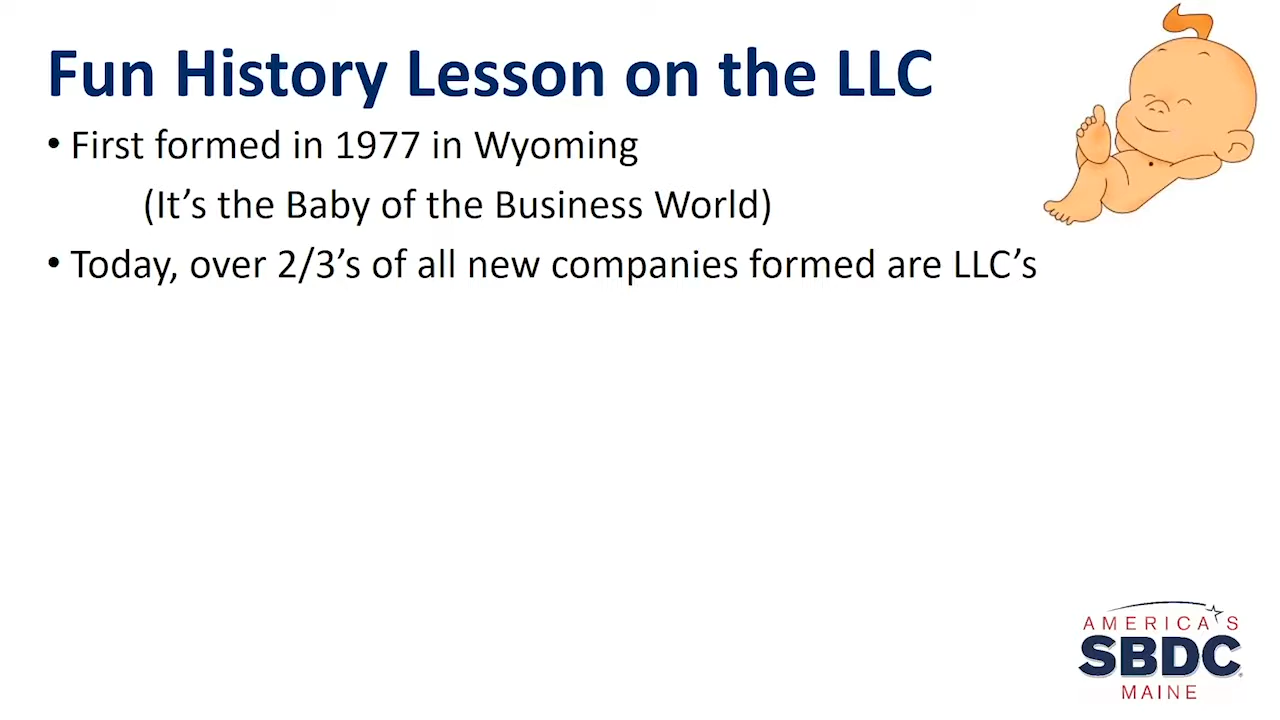 Fun History Lesson on the LLC
• First formed in 1977 in Wyoming
(It’s the Baby of the Business World)
• Today, over 2/3’s of all new companies formed are LLC’s
AMERICA'S
SBDC
MAINE